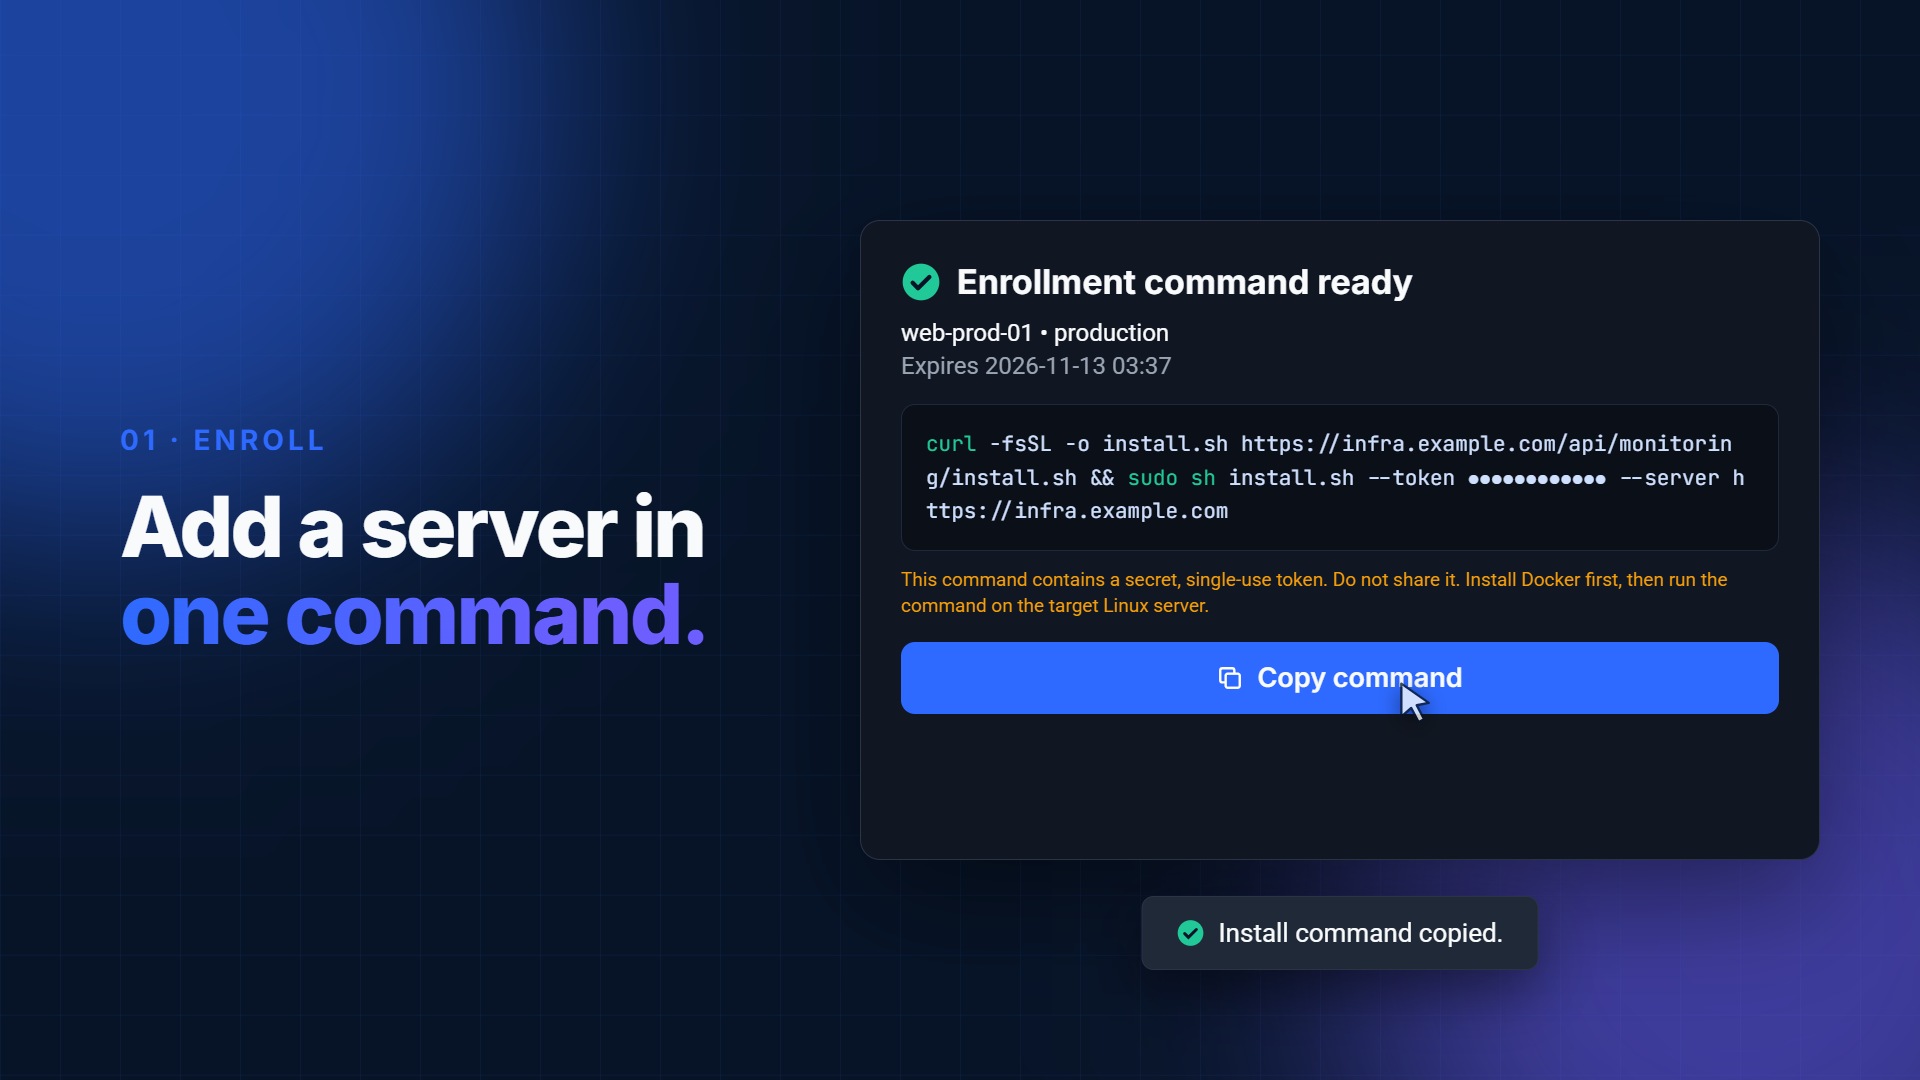 01 · ENROLL
Add a server in
one command.
Enrollment command ready
web-prod-01 • production
Expires 2026-11-13 03:37
curl -fsSL -o install.sh https://infra.example.com/api/monitorin
g/install.sh && sudo sh install.sh --token ●●●●●●●●●●●● --server h
ttps://infra.example.com
This command contains a secret, single-use token. Do not share it. Install Docker first, then run the
command on the target Linux server.
Copy command
Install command copied.